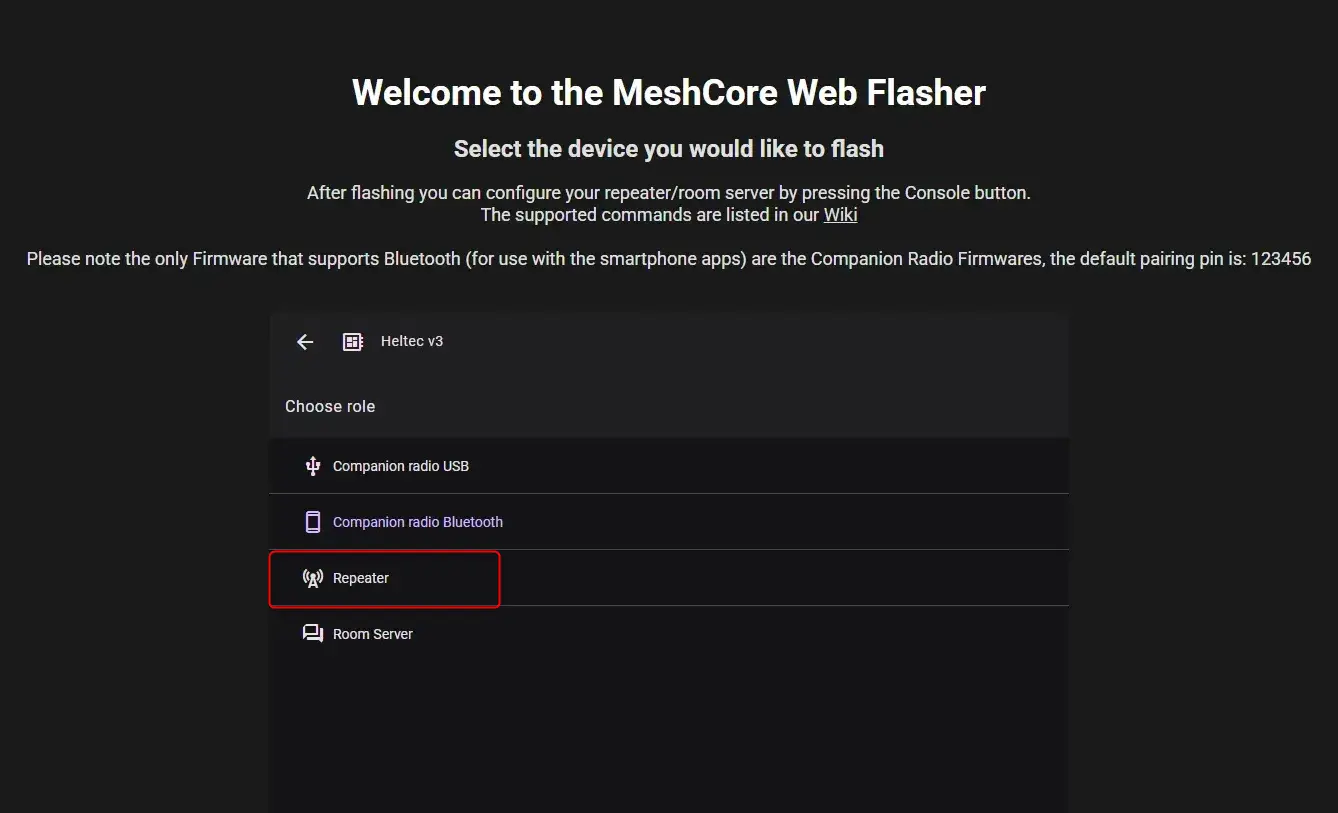 Welcome to the MeshCore Web Flasher
Select the device you would like to flash
After flashing you can configure your repeater/room server by pressing the Console button.
The supported commands are listed in our Wiki
Please note the only Firmware that supports Bluetooth (for use with the smartphone apps) are the Companion Radio Firmwares, the default pairing pin is: 123456
Heltec v3
Choose role
Companion radio USB
Companion radio Bluetooth
Repeater
Room Server